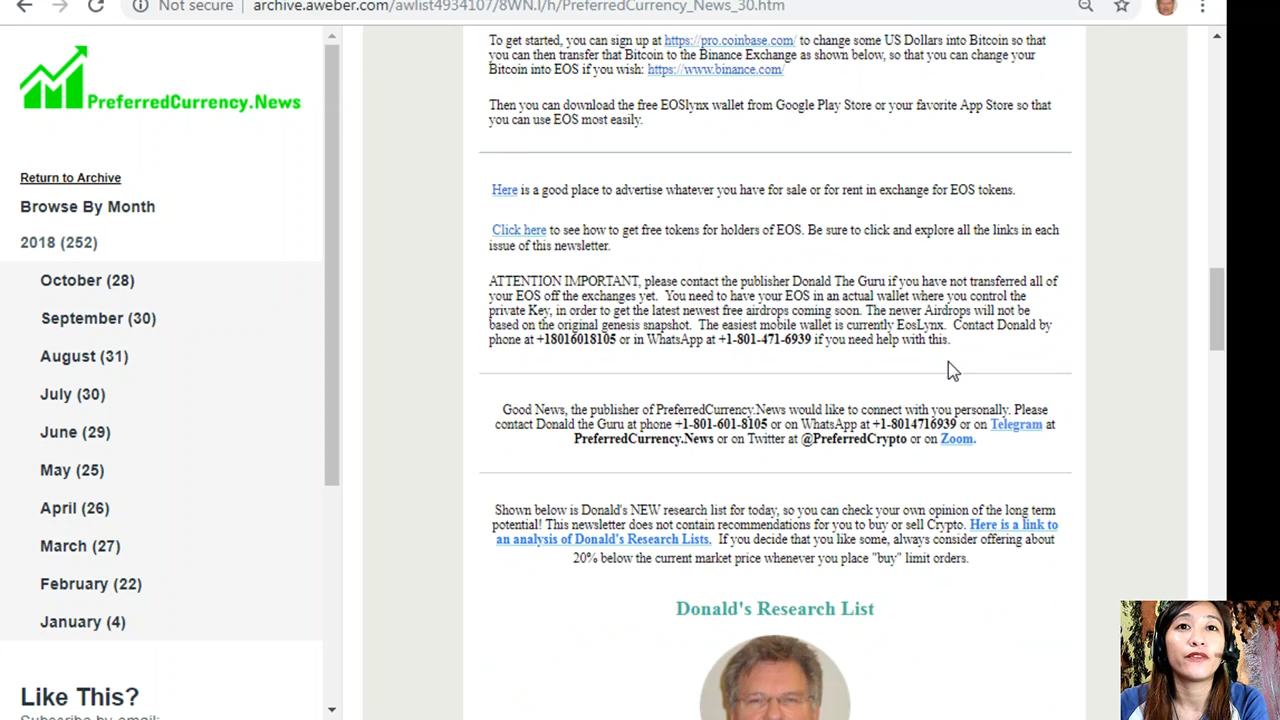 Not secure
archive.aweber.com/awlist4934107/8WN.I/h/PreferredCurrency_News_30.htm
PreferredCurrency.News
Return to Archive
Browse By Month
2018 (252)
October (28)
September (30)
August (31)
July (30)
June (29)
May (25)
April (26)
March (27)
February (22)
January (4)
Like This?
Subscribe by email:
To get started, you can sign up at https://pro.coinbase.com/ to change some US Dollars into Bitcoin so that
you can then transfer that Bitcoin to the Binance Exchange as shown below, so that you can change your
Bitcoin into EOS if you wish: https://www.binance.com/
Then you can download the free EOSlynx wallet from Google Play Store or your favorite App Store so that
you can use EOS most easily.
Here is a good place to advertise whatever you have for sale or for rent in exchange for EOS tokens.
Click here to see how to get free tokens for holders of EOS. Be sure to click and explore all the links in each
issue of this newsletter.
ATTENTION IMPORTANT, please contact the publisher Donald The Guru if you have not transferred all of
your EOS off the exchanges yet. You need to have your EOS in an actual wallet where you control the
private Key, in order to get the latest newest free airdrops coming soon. The newer Airdrops will not be
based on the original genesis snapshot. The easiest mobile wallet is currently EosLynx. Contact Donald by
phone at +18016018105 or in WhatsApp at +1-801-471-6939 if you need help with this.
Good News, the publisher of PreferredCurrency.News would like to connect with you personally. Please
contact Donald the Guru at phone +1-801-601-8105 or on WhatsApp at +1-8014716939 or on Telegram at
PreferredCurrency.News or on Twitter at @PreferredCrypto or on Zoom.
Shown below is Donald's NEW research list for today, so you can check your own opinion of the long term
potential! This newsletter does not contain recommendations for you to buy or sell Crypto. Here is a link to
an analysis of Donald's Research Lists. If you decide that you like some, always consider offering about
20% below the current market price whenever you place "buy" limit orders.
Donald's Research List